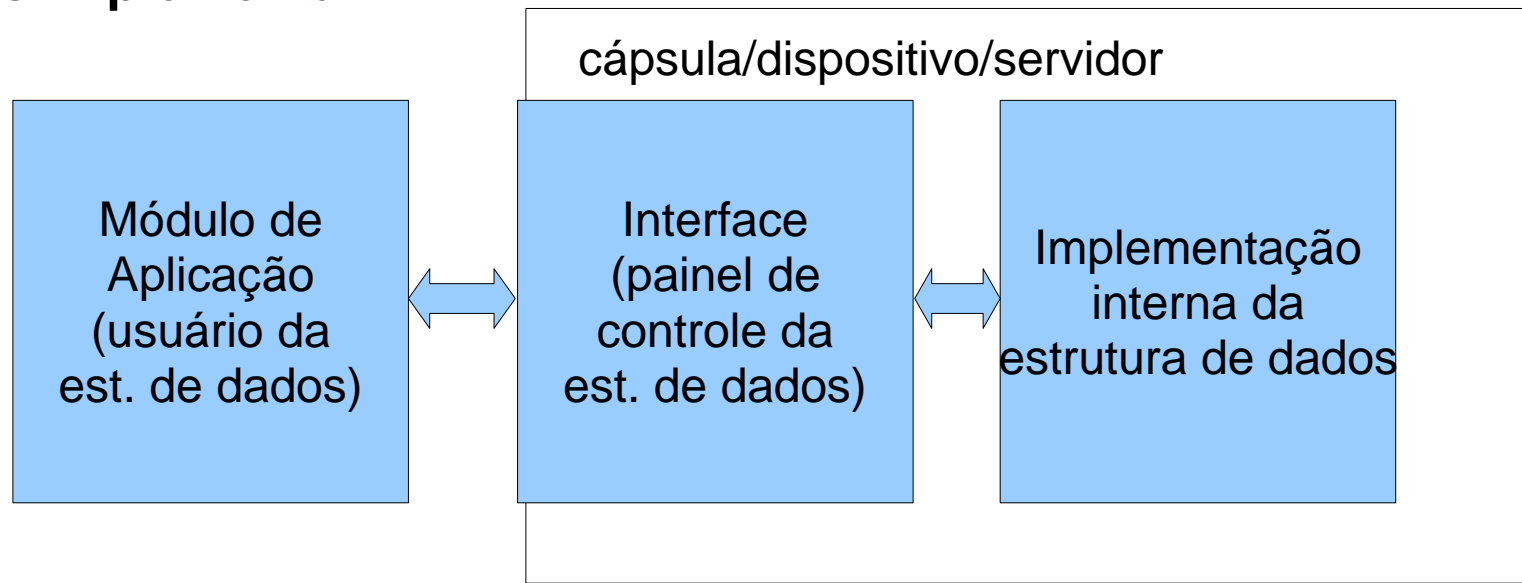 cápsula/dispositivo/servidor
Módulo de
Aplicação
(usuário da
est. de dados)
Interface
(painel de
controle da
est. de dados)
Implementação
interna da
estrutura de dados